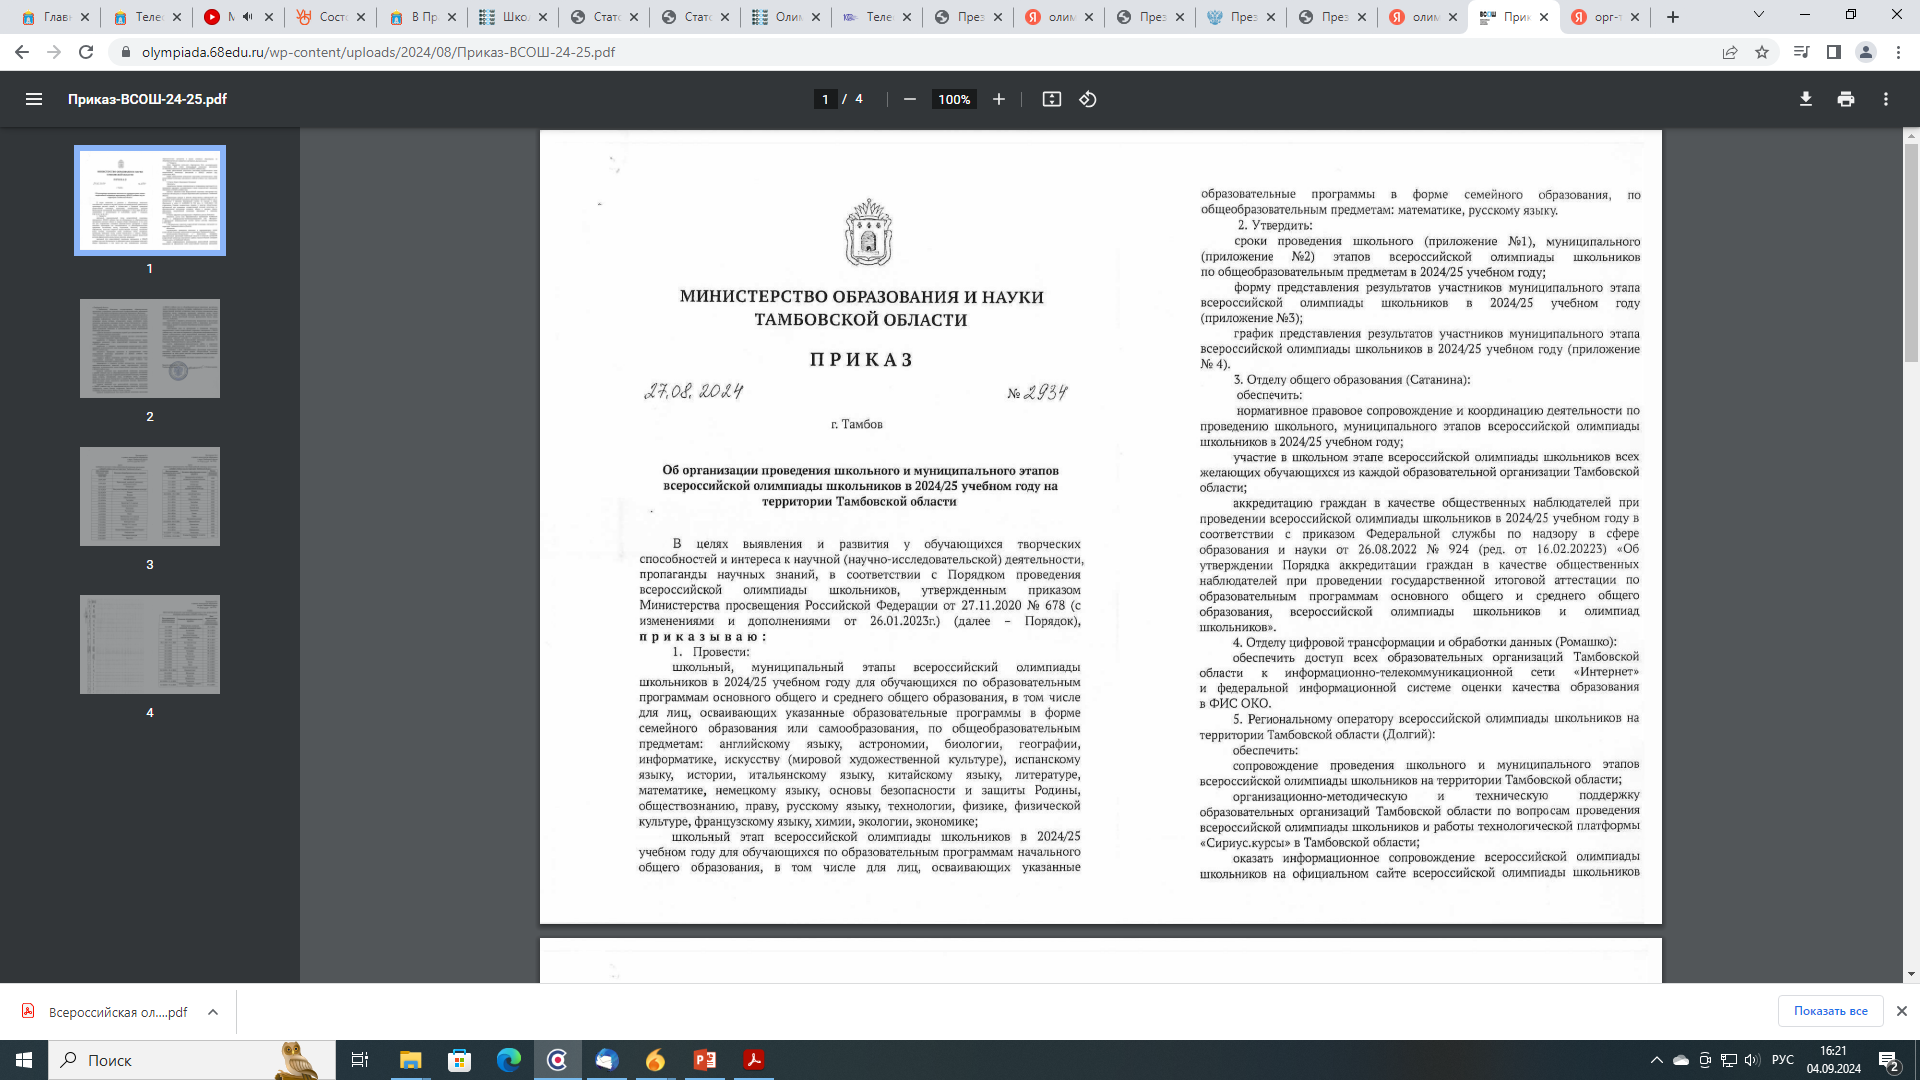 Глав
Телес
Состо
В Пр
Школ
Статс
Статс
Олим
Теле
През
олим
През
През
През
олим
Прик
орг-
olympiada.68edu.ru/wp-content/uploads/2024/08/Приказ-ВСОШ-24-25.pdf
Приказ-ВСОШ-24-25.pdf
1 / 4
100%
1
2
3
4
МИНИСТЕРСТВО ОБРАЗОВАНИЯ И НАУКИ
ТАМБОВСКОЙ ОБЛАСТИ
ПРИКАЗ
27.08.2024 № 2934
г. Тамбов
Об организации проведения школьного и муниципального этапов
всероссийской олимпиады школьников в 2024/25 учебном году на
территории Тамбовской области
В целях выявления и развития у обучающихся творческих
способностей и интереса к научной (научно-исследовательской) деятельности,
пропаганды научных знаний, в соответствии с Порядком проведения
всероссийской олимпиады школьников, утвержденным приказом
Министерства просвещения Российской Федерации от 27.11.2020 № 678 (с
изменениями и дополнениями от 26.01.2023г.) (далее – Порядок),
приказываю:
1. Провести:
школьный, муниципальный этапы всероссийский олимпиады
школьников в 2024/25 учебном году для обучающихся по образовательным
программам основного общего и среднего общего образования, в том числе
для лиц, осваивающих указанные образовательные программы в форме
семейного образования или самообразования, по общеобразовательным
предметам: английскому языку, астрономии, биологии, географии,
информатике, искусству (мировой художественной культуре), испанскому
языку, истории, итальянскому языку, китайскому языку, литературе,
математике, немецкому языку, основы безопасности и защиты Родины,
обществознанию, праву, русскому языку, технологии, физике, физической
культуре, французскому языку, химии, экологии, экономике;
школьный этап всероссийской олимпиады школьников в 2024/25
учебном году для обучающихся по образовательным программам начального
общего образования, в том числе для лиц, осваивающих указанные
образовательные программы в форме семейного образования, по
общеобразовательным предметам: математике, русскому языку.
2. Утвердить:
сроки проведения школьного (приложение №1), муниципального
(приложение №2) этапов всероссийской олимпиады школьников
по общеобразовательным предметам в 2024/25 учебном году;
форму представления результатов участников муниципального этапа
всероссийской олимпиады школьников в 2024/25 учебном году
(приложение №3);
график представления результатов участников муниципального этапа
всероссийской олимпиады школьников в 2024/25 учебном году (приложение
№ 4).
3. Отделу общего образования (Сатанина):
обеспечить:
нормативное правовое сопровождение и координацию деятельности по
проведению школьного, муниципального этапов всероссийской олимпиады
школьников в 2024/25 учебном году;
участие в школьном этапе всероссийской олимпиады школьников всех
желающих обучающихся из каждой образовательной организации Тамбовской
области;
аккредитацию граждан в качестве общественных наблюдателей при
проведении всероссийской олимпиады школьников в 2024/25 учебном году в
соответствии с приказом Федеральной службы по надзору в сфере
образования и науки от 26.08.2022 № 924 (ред. от 16.02.20223) «Об
утверждении Порядка аккредитации граждан в качестве общественных
наблюдателей при проведении государственной итоговой аттестации по
образовательным программам основного общего и среднего общего
образования, всероссийской олимпиады школьников и олимпиад
школьников».
4. Отделу цифровой трансформации и обработки данных (Ромашко):
обеспечить доступ всех образовательных организаций Тамбовской
области к информационно-телекоммуникационной сети «Интернет»
и федеральной информационной системе оценки качества образования
в ФИС ОКО.
5. Региональному оператору всероссийской олимпиады школьников на
территории Тамбовской области (Долгий):
обеспечить:
сопровождение проведения школьного и муниципального этапов
всероссийской олимпиады школьников на территории Тамбовской области;
организационно-методическую и техническую поддержку
образовательных организаций Тамбовской области по вопросам проведения
всероссийской олимпиады школьников и работы технологической платформы
«Сириус.курсы» в Тамбовской области;
оказать информационное сопровождение всероссийской олимпиады
школьников на официальном сайте всероссийской олимпиады школьников
Всероссийская ол....pdf
Показать все
Поиск
РУС
16:21
04.09.2024
2